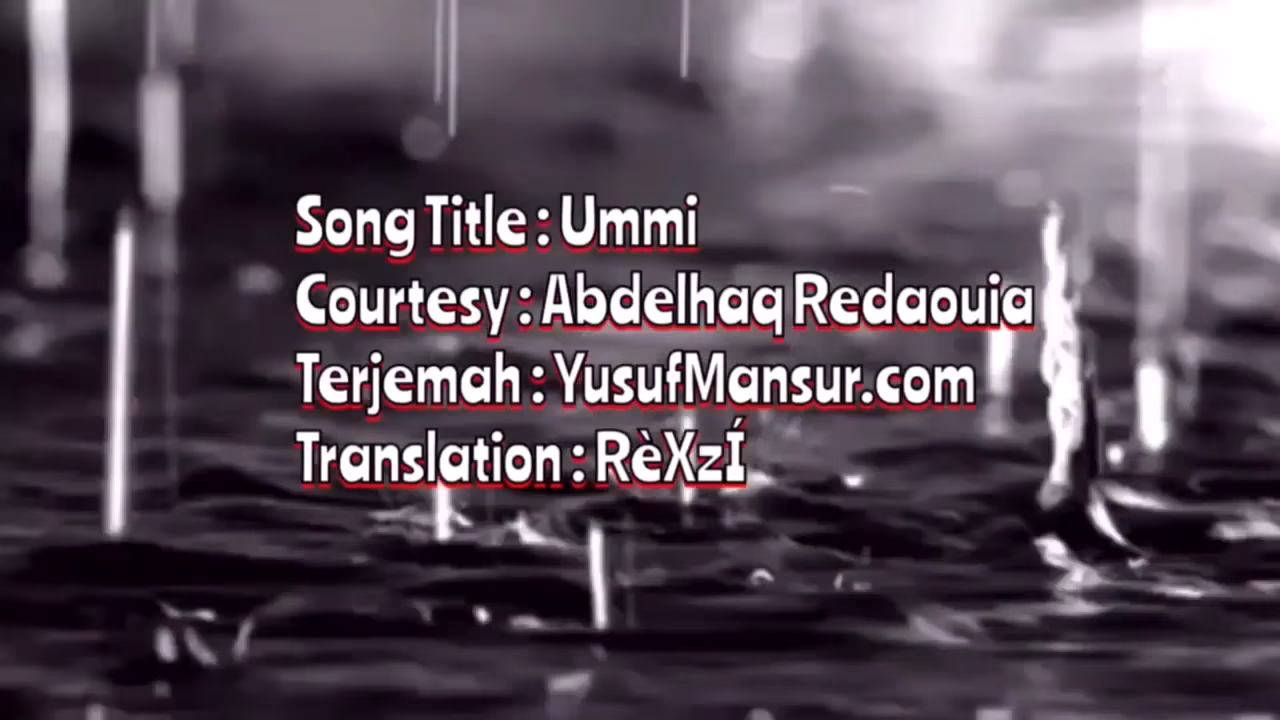 Song Title : Ummi
Courtesy : Abdelhaq Redaouia
Terjemah : YusufMansur.com
Translation : RèXzÍ